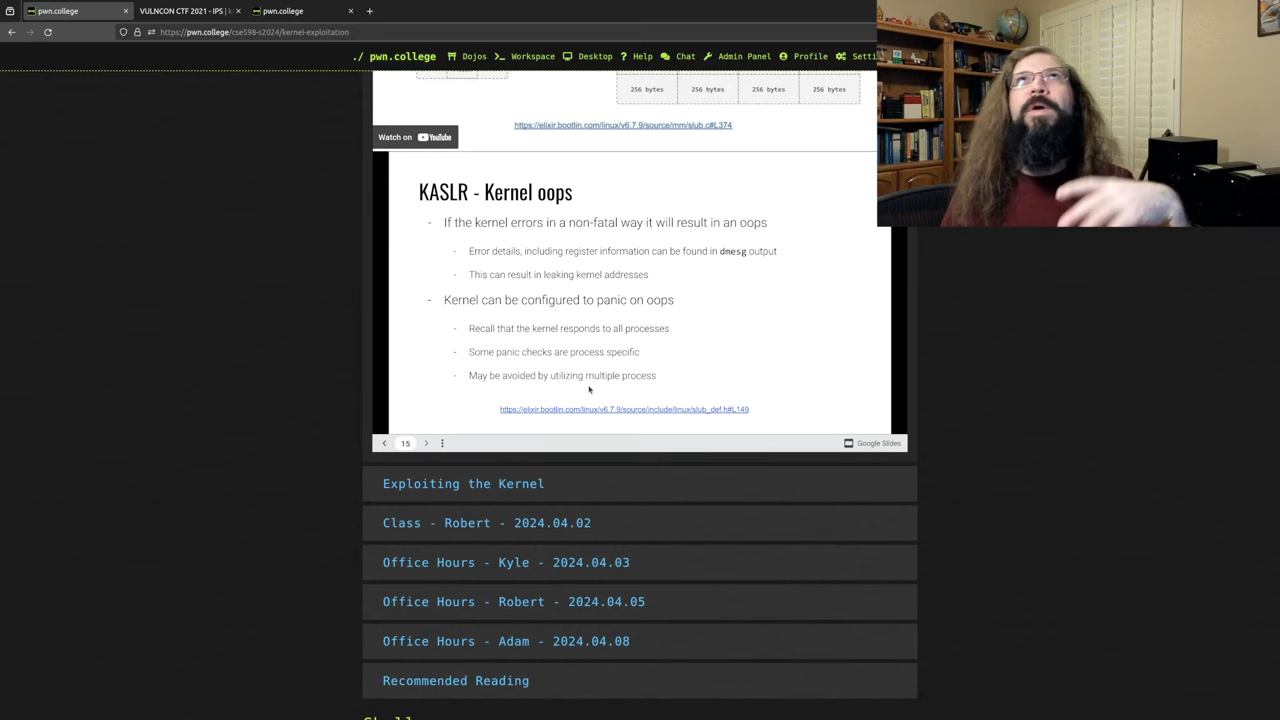 pwn.college
VULNCON CTF 2021 - IPS | k
pwn.college
https://pwn.college/cse598-s2024/kernel-exploitation
./ pwn.college
Dojos
Workspace
Desktop
Help
Chat
Admin Panel
Profile
Setti
256 bytes 256 bytes 256 bytes 256 bytes
https://elixir.bootlin.com/linux/v6.7.9/source/mm/slub.c#L374
Watch on YouTube
KASLR - Kernel oops
- If the kernel errors in a non-fatal way it will result in an oops
- Error details, including register information can be found in dmesg output
- This can result in leaking kernel addresses
- Kernel can be configured to panic on oops
- Recall that the kernel responds to all processes
- Some panic checks are process specific
- May be avoided by utilizing multiple process
https://elixir.bootlin.com/linux/v6.7.9/source/include/linux/slub_def.h#L149
15
Google Slides
Exploiting the Kernel
Class - Robert - 2024.04.02
Office Hours - Kyle - 2024.04.03
Office Hours - Robert - 2024.04.05
Office Hours - Adam - 2024.04.08
Recommended Reading